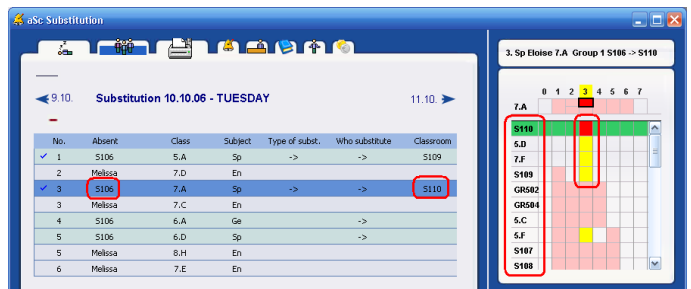 aSc Substitution
9.10. Substitution 10.10.06 - TUESDAY 11.10.
No. Absent Class Subject Type of subst. Who substitute Classroom
1 S106 5.A Sp -> -> S109
2 Melissa 7.D En
3 S106 7.A Sp -> -> S110
3 Melissa 7.C En
4 S106 6.A Ge ->
5 S106 6.D Sp ->
5 Melissa 8.H En
6 Melissa 7.E En
3. Sp Eloise 7.A Group 1 S106 -> S110
0 1 2 3 4 5 6 7
7.A
S110
5.D
7.F
S109
GR502
GR504
5.C
5.F
S107
S108